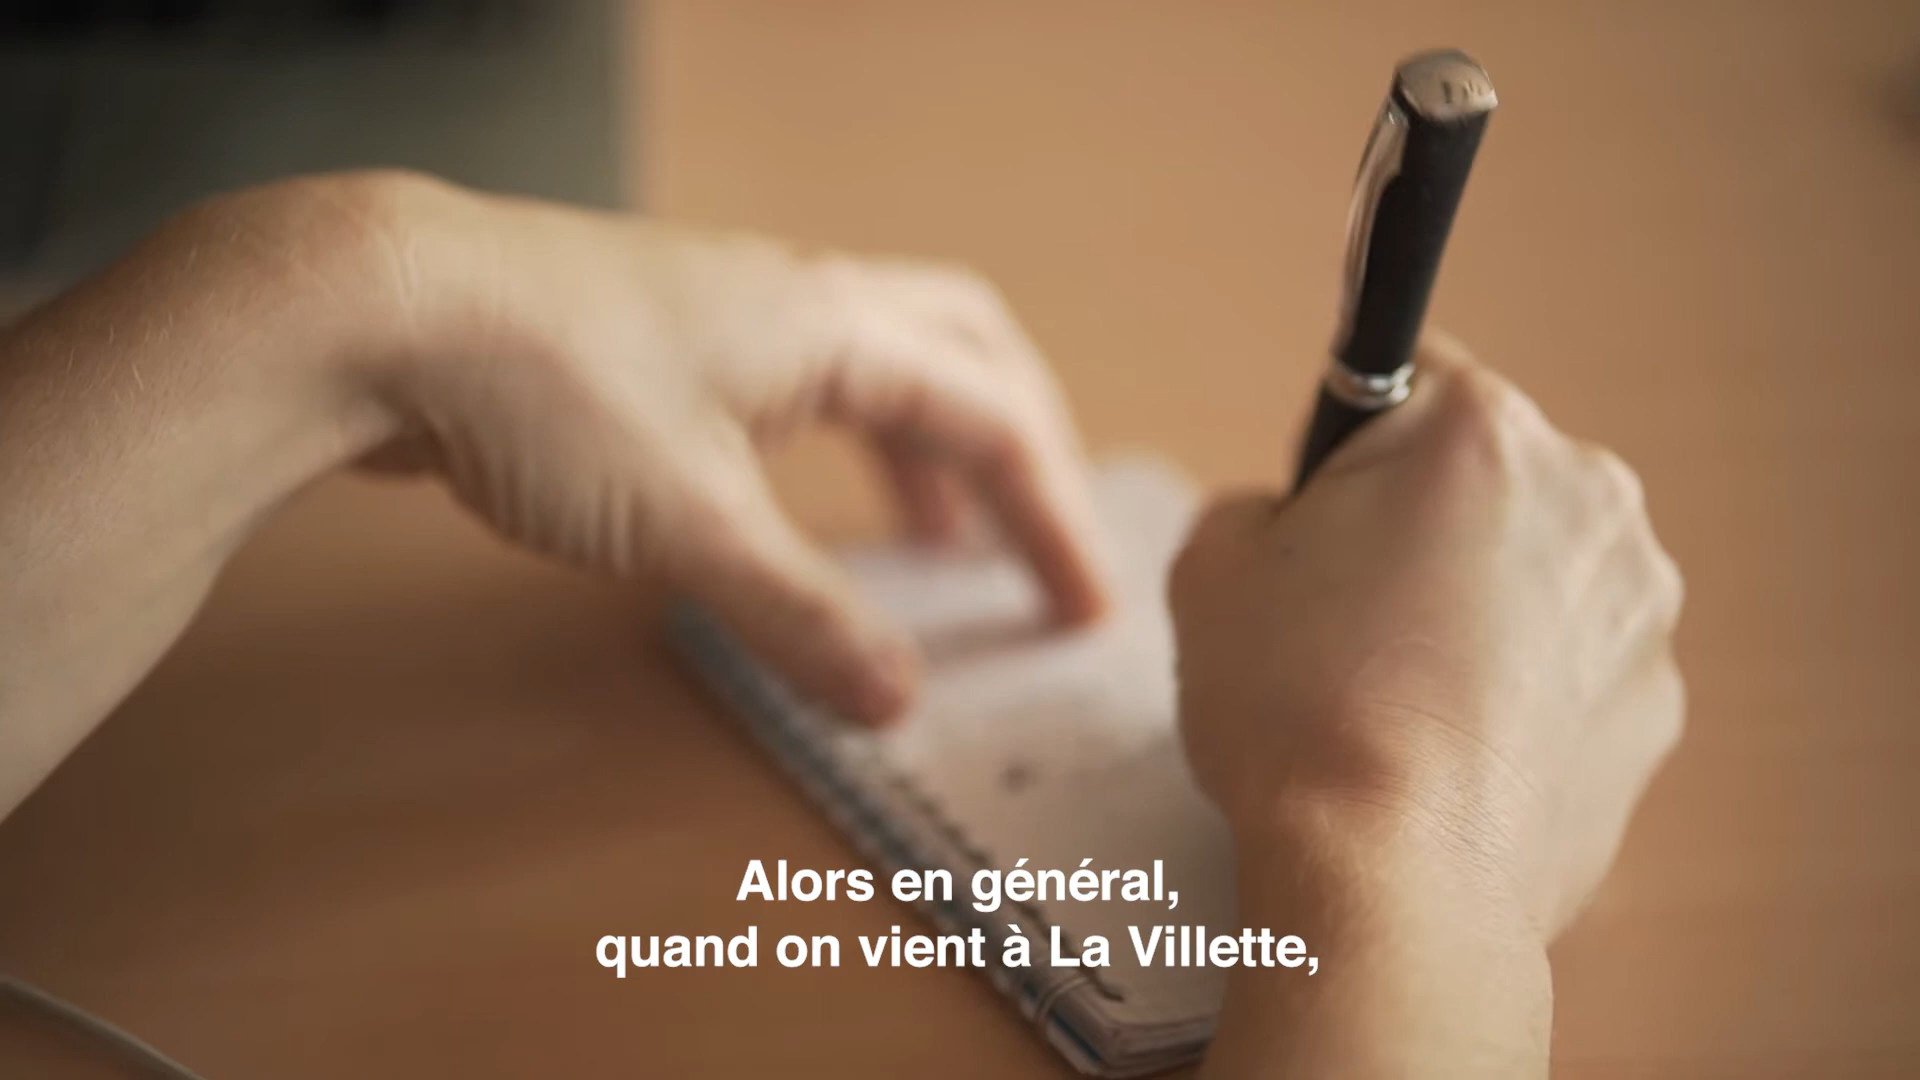 Alors en général,
quand on vient à La Villette,